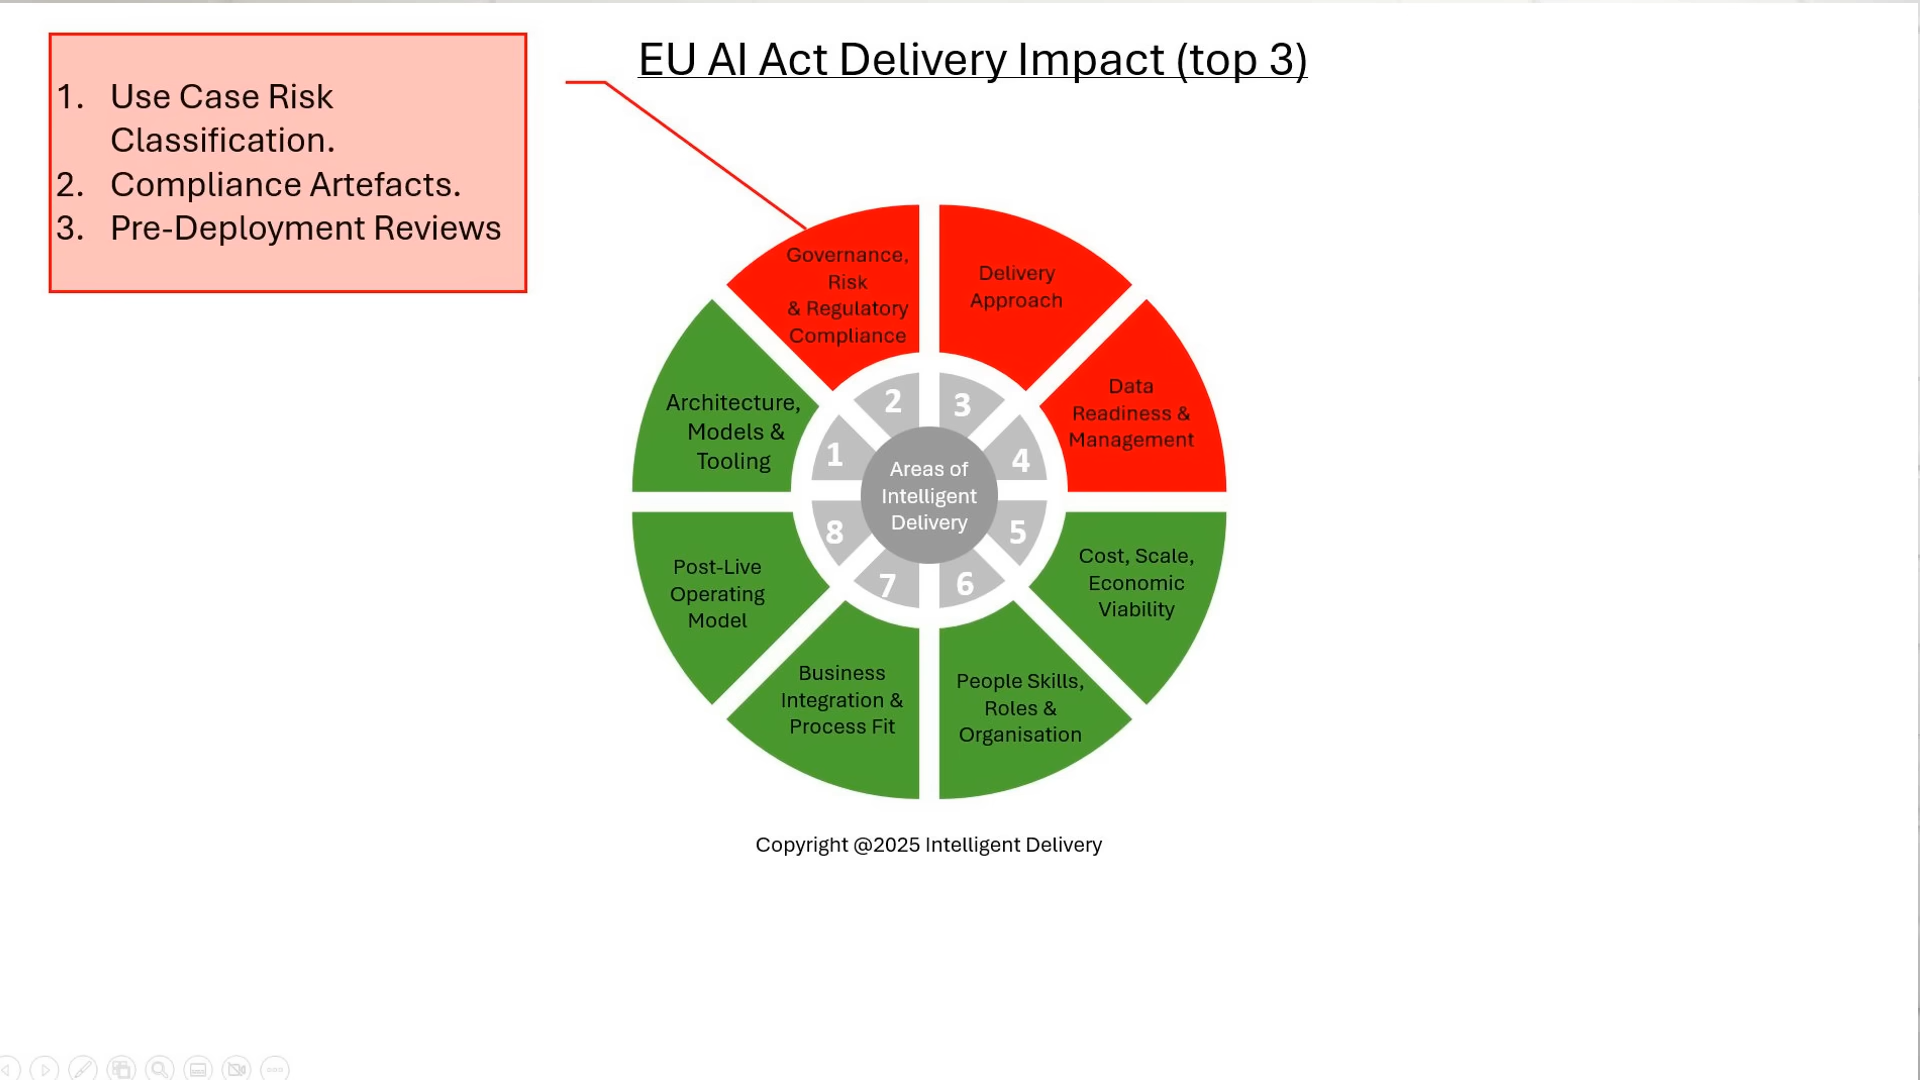 EU AI Act Delivery Impact (top 3)
1. Use Case Risk
Classification.
2. Compliance Artefacts.
3. Pre-Deployment Reviews
Governance,
Risk
& Regulatory
Compliance
Delivery
Approach
Data
Readiness &
Management
Cost, Scale,
Economic
Viability
People Skills,
Roles &
Organisation
Business
Integration &
Process Fit
Post-Live
Operating
Model
Architecture,
Models &
Tooling
1
2
3
4
5
6
7
8
Areas of
Intelligent
Delivery
Copyright @2025 Intelligent Delivery